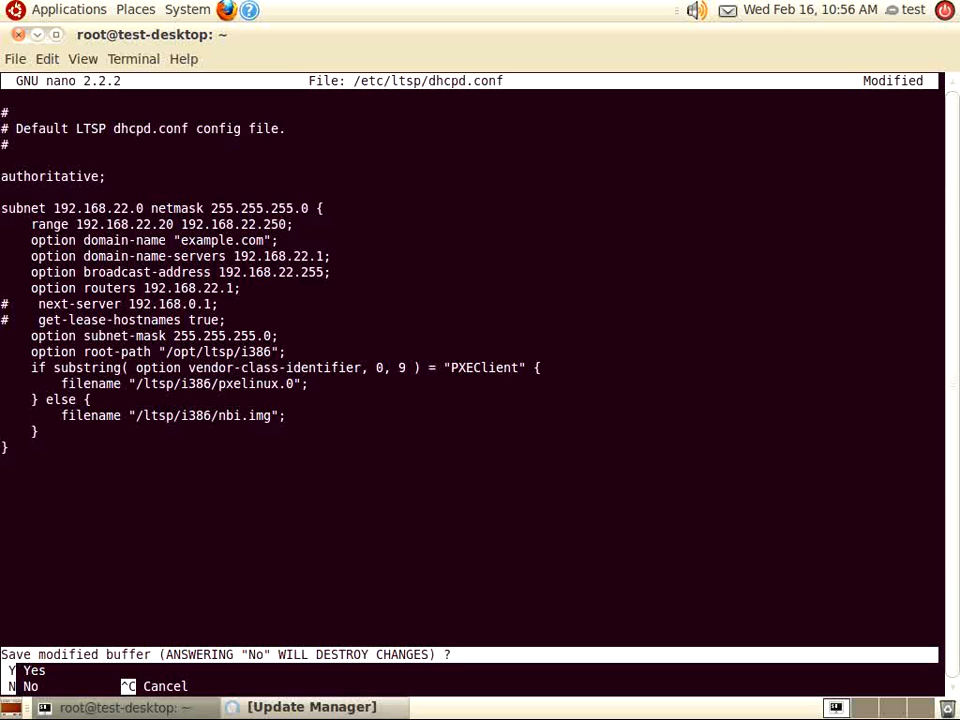 Applications Places System Wed Feb 16, 10:56 AM test
root@test-desktop: ~
File Edit View Terminal Help
GNU nano 2.2.2 File: /etc/ltsp/dhcpd.conf Modified
#
# Default LTSP dhcpd.conf config file.
#
authoritative;
subnet 192.168.22.0 netmask 255.255.255.0 {
range 192.168.22.20 192.168.22.250;
option domain-name "example.com";
option domain-name-servers 192.168.22.1;
option broadcast-address 192.168.22.255;
option routers 192.168.22.1;
# next-server 192.168.0.1;
# get-lease-hostnames true;
option subnet-mask 255.255.255.0;
option root-path "/opt/ltsp/i386";
if substring( option vendor-class-identifier, 0, 9 ) = "PXEClient" {
filename "/ltsp/i386/pxelinux.0";
} else {
filename "/ltsp/i386/nbi.img";
}
}
Save modified buffer (ANSWERING "No" WILL DESTROY CHANGES) ?
Y Yes
N No ^C Cancel
root@test-desktop: ~ [Update Manager]